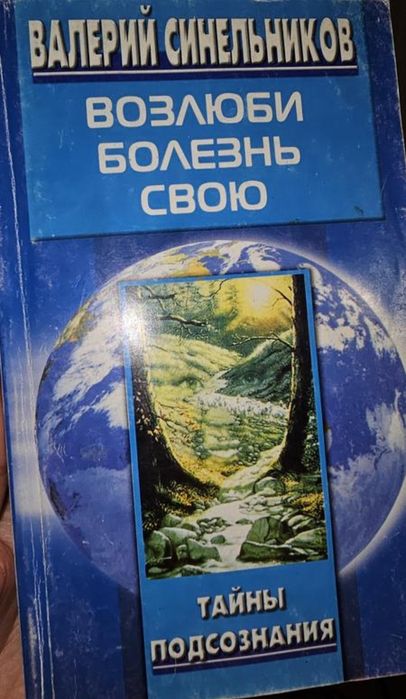 ВАЛЕРИЙ СИНЕЛЬНИКОВ
ВОЗЛЮБИ
БОЛЕЗНЬ
СВОЮ
ТАЙНЫ
ПОДСОЗНАНИЯ